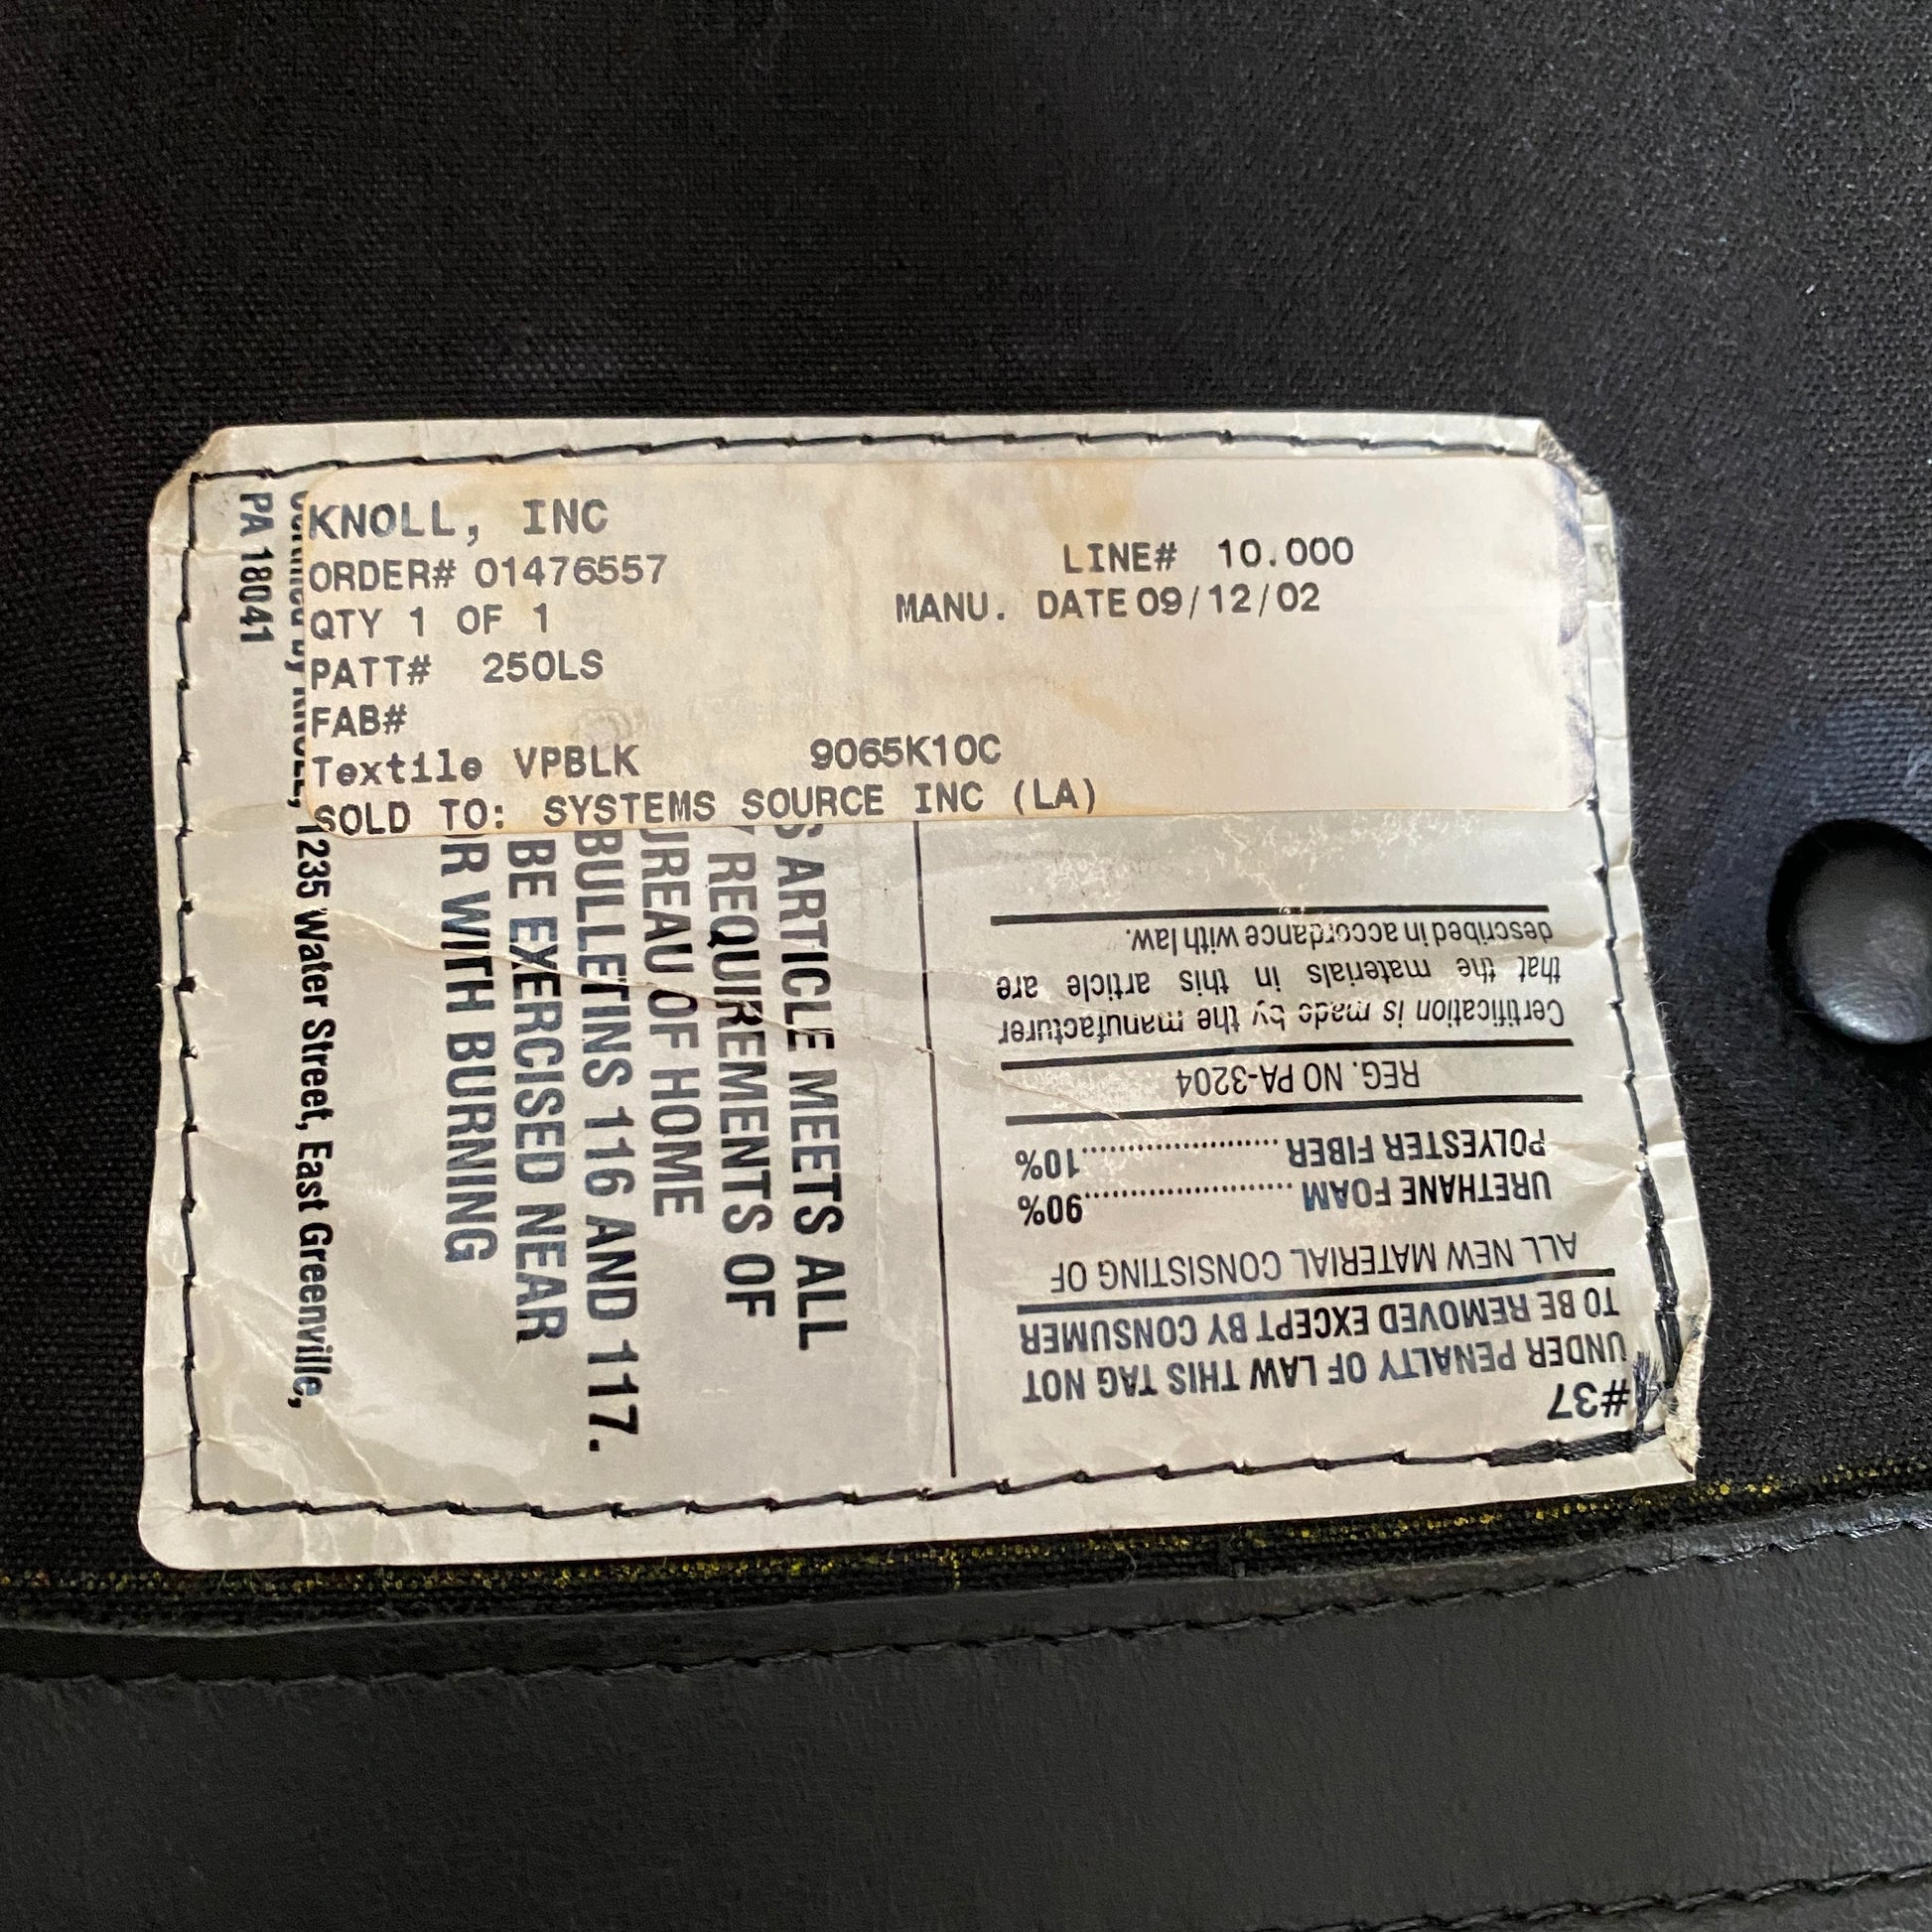 KNOLL, INC
ORDER# 01476557
LINE# 10.000
QTY 1 OF 1
MANU. DATE 09/12/02
PATT# 250LS
FAB#
Textile VPBLK 9065K10C
SOLD TO: SYSTEMS SOURCE INC (LA)
by KNOLL, 1235 Water Street, East Greenville,
PA 18041
ARTICLE MEETS ALL
REQUIREMENTS OF
UREAU OF HOME
BULLETINS 116 AND 117.
BE EXERCISED NEAR
R WITH BURNING
#37
UNDER PENALTY OF LAW THIS TAG NOT
TO BE REMOVED EXCEPT BY CONSUMER
ALL NEW MATERIAL CONSISTING OF
URETHANE FOAM..........................90%
POLYESTER FIBER..........................10%
REG. NO PA-3204
Certification is made by the manufacturer
that the materials in this article are
described in accordance with law.